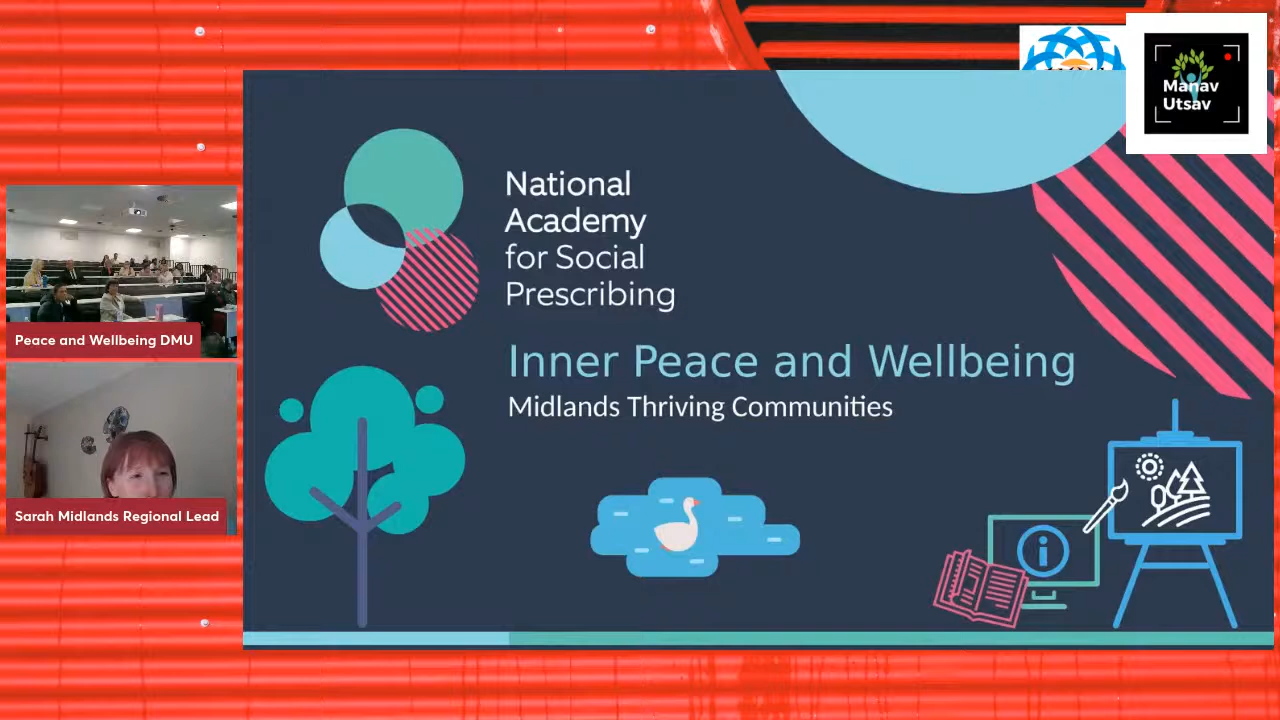 Manav
Utsav
National
Academy
for Social
Prescribing
Inner Peace and Wellbeing
Midlands Thriving Communities
Peace and Wellbeing DMU
Sarah Midlands Regional Lead